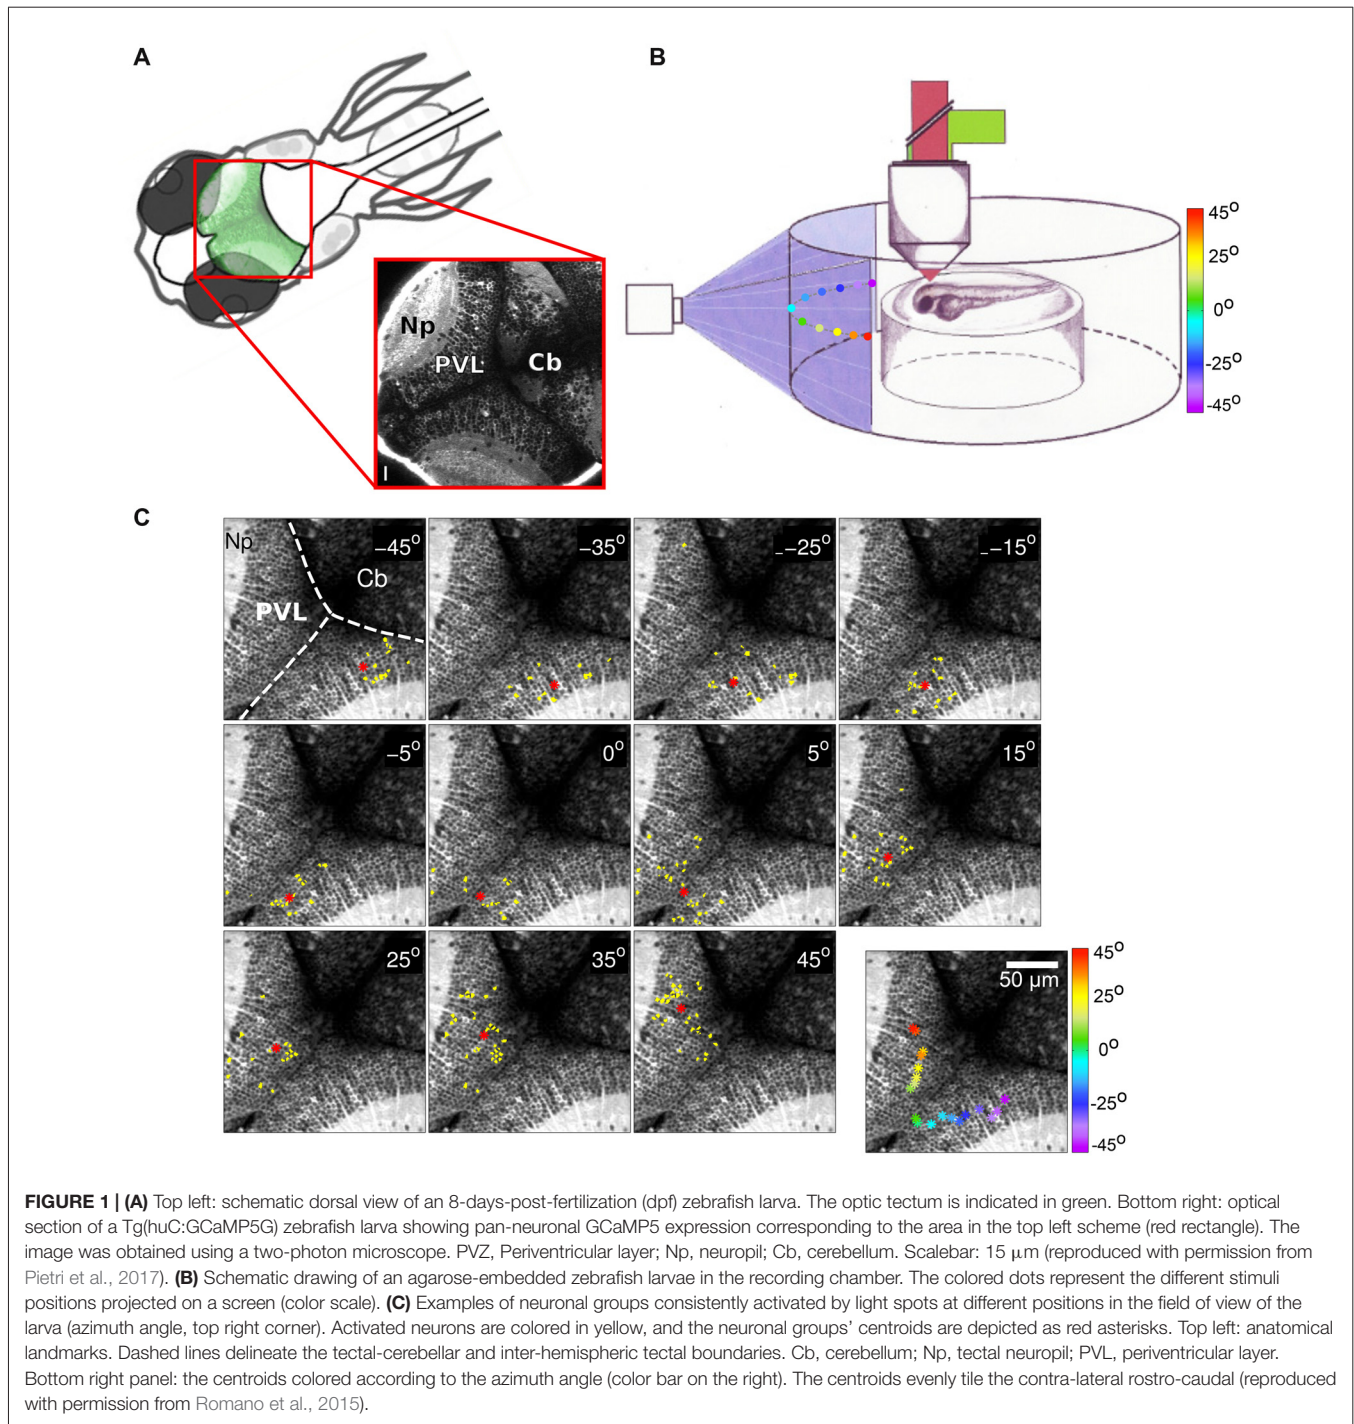 A
B
Np
PVL
Cb
45°
25°
0°
-25°
-45°
C
Np
PVL
Cb
−45°
−35°
_−25°
_−15°
−5°
0°
5°
15°
25°
35°
45°
50 µm
45°
25°
0°
-25°
-45°
FIGURE 1 | (A) Top left: schematic dorsal view of an 8-days-post-fertilization (dpf) zebrafish larva. The optic tectum is indicated in green. Bottom right: optical
section of a Tg(huC:GCaMP5G) zebrafish larva showing pan-neuronal GCaMP5 expression corresponding to the area in the top left scheme (red rectangle). The
image was obtained using a two-photon microscope. PVZ, Periventricular layer; Np, neuropil; Cb, cerebellum. Scalebar: 15 µm (reproduced with permission from
Pietri et al., 2017). (B) Schematic drawing of an agarose-embedded zebrafish larvae in the recording chamber. The colored dots represent the different stimuli
positions projected on a screen (color scale). (C) Examples of neuronal groups consistently activated by light spots at different positions in the field of view of the
larva (azimuth angle, top right corner). Activated neurons are colored in yellow, and the neuronal groups’ centroids are depicted as red asterisks. Top left: anatomical
landmarks. Dashed lines delineate the tectal-cerebellar and inter-hemispheric tectal boundaries. Cb, cerebellum; Np, tectal neuropil; PVL, periventricular layer.
Bottom right panel: the centroids colored according to the azimuth angle (color bar on the right). The centroids evenly tile the contra-lateral rostro-caudal (reproduced
with permission from Romano et al., 2015).